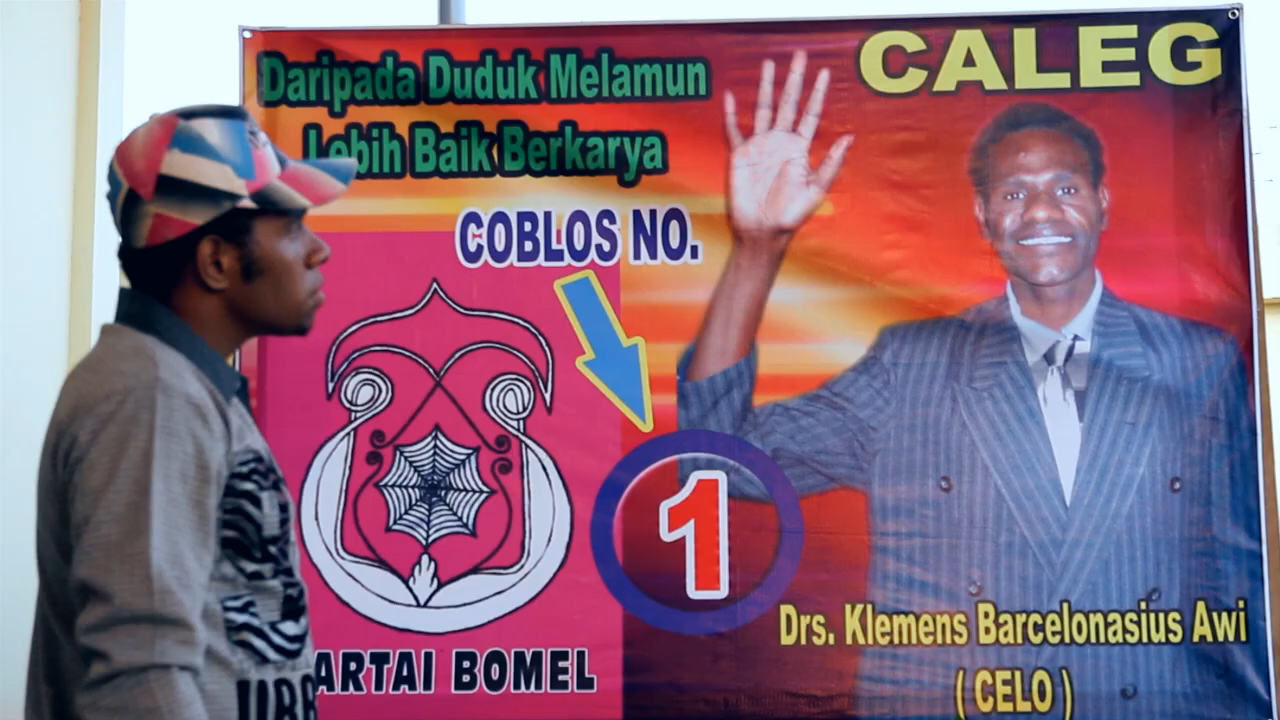 Daripada Duduk Melamun
Lebih Baik Berkarya
CALEG
COBLOS NO.
1
ARTAI BOMEL
Drs. Klemens Barcelonasius Awi
( CELO )